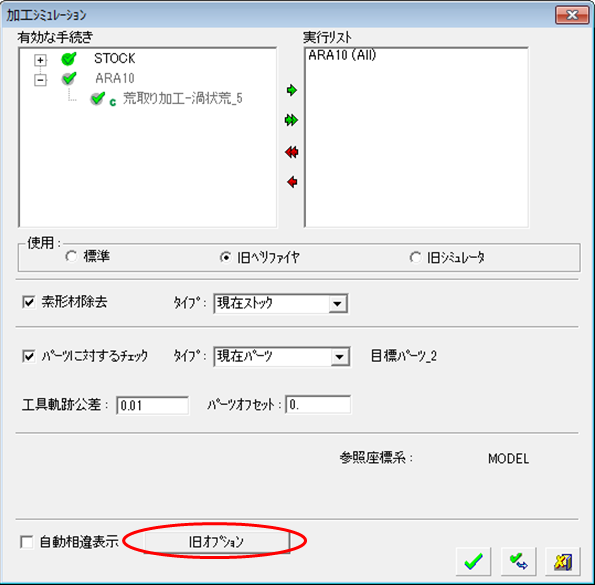 加工ｼﾐｭﾚｰｼｮﾝ
有効な手続き
実行リスト
STOCK
ARA10
荒取り加工-渦状荒_5
ARA10 (All)
使用:
標準
旧ﾍﾞﾘﾌｧｲﾔ
旧ｼﾐｭﾚｰﾀ
素形材除去
ﾀｲﾌﾟ:
現在ｽﾄｯｸ
ﾊﾟｰﾂに対するﾁｪｯｸ
ﾀｲﾌﾟ:
現在ﾊﾟｰﾂ
目標ﾊﾟｰﾂ_2
工具軌跡公差:
0.01
ﾊﾟｰﾂｵﾌｾｯﾄ:
0.
参照座標系:
MODEL
自動相違表示
旧ｵﾌﾟｼｮﾝ